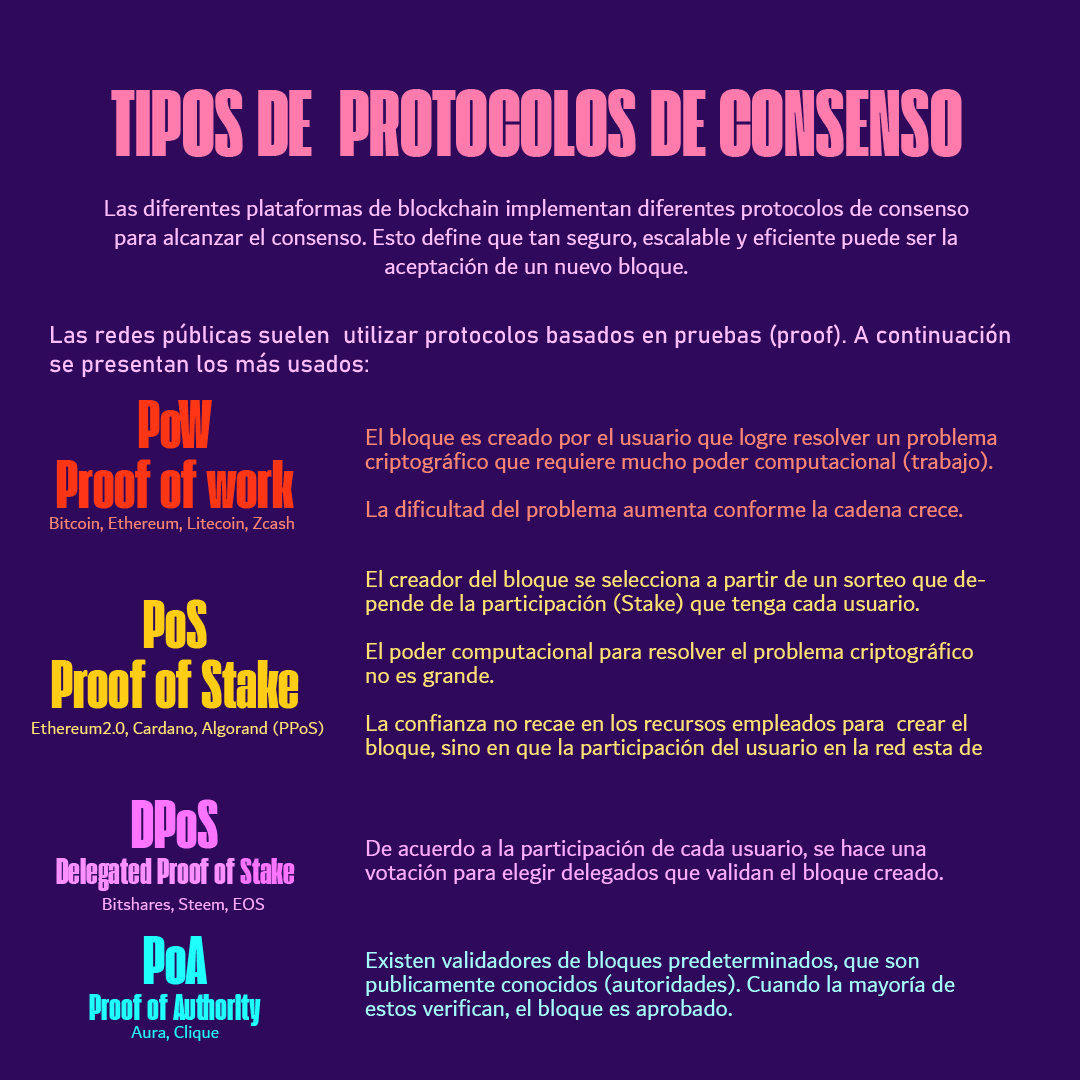 TIPOS DE  PROTOCOLOS DE CONSENSO
Las diferentes plataformas de blockchain implementan diferentes protocolos de consenso
para alcanzar el consenso. Esto define que tan seguro, escalable y eficiente puede ser la
aceptación de un nuevo bloque.
Las redes públicas suelen  utilizar protocolos basados en pruebas (proof). A continuación
se presentan los más usados:
PoW
Proof of work
Bitcoin, Ethereum, Litecoin, Zcash
El bloque es creado por el usuario que logre resolver un problema
criptográfico que requiere mucho poder computacional (trabajo).
La dificultad del problema aumenta conforme la cadena crece.
PoS
Proof of Stake
Ethereum2.0, Cardano, Algorand (PPoS)
El creador del bloque se selecciona a partir de un sorteo que de-
pende de la participación (Stake) que tenga cada usuario.
El poder computacional para resolver el problema criptográfico
no es grande.
La confianza no recae en los recursos empleados para  crear el
bloque, sino en que la participación del usuario en la red esta de
DPoS
Delegated Proof of Stake
Bitshares, Steem, EOS
De acuerdo a la participación de cada usuario, se hace una
votación para elegir delegados que validan el bloque creado.
PoA
Proof of Authority
Aura, Clique
Existen validadores de bloques predeterminados, que son
publicamente conocidos (autoridades). Cuando la mayoría de
estos verifican, el bloque es aprobado.